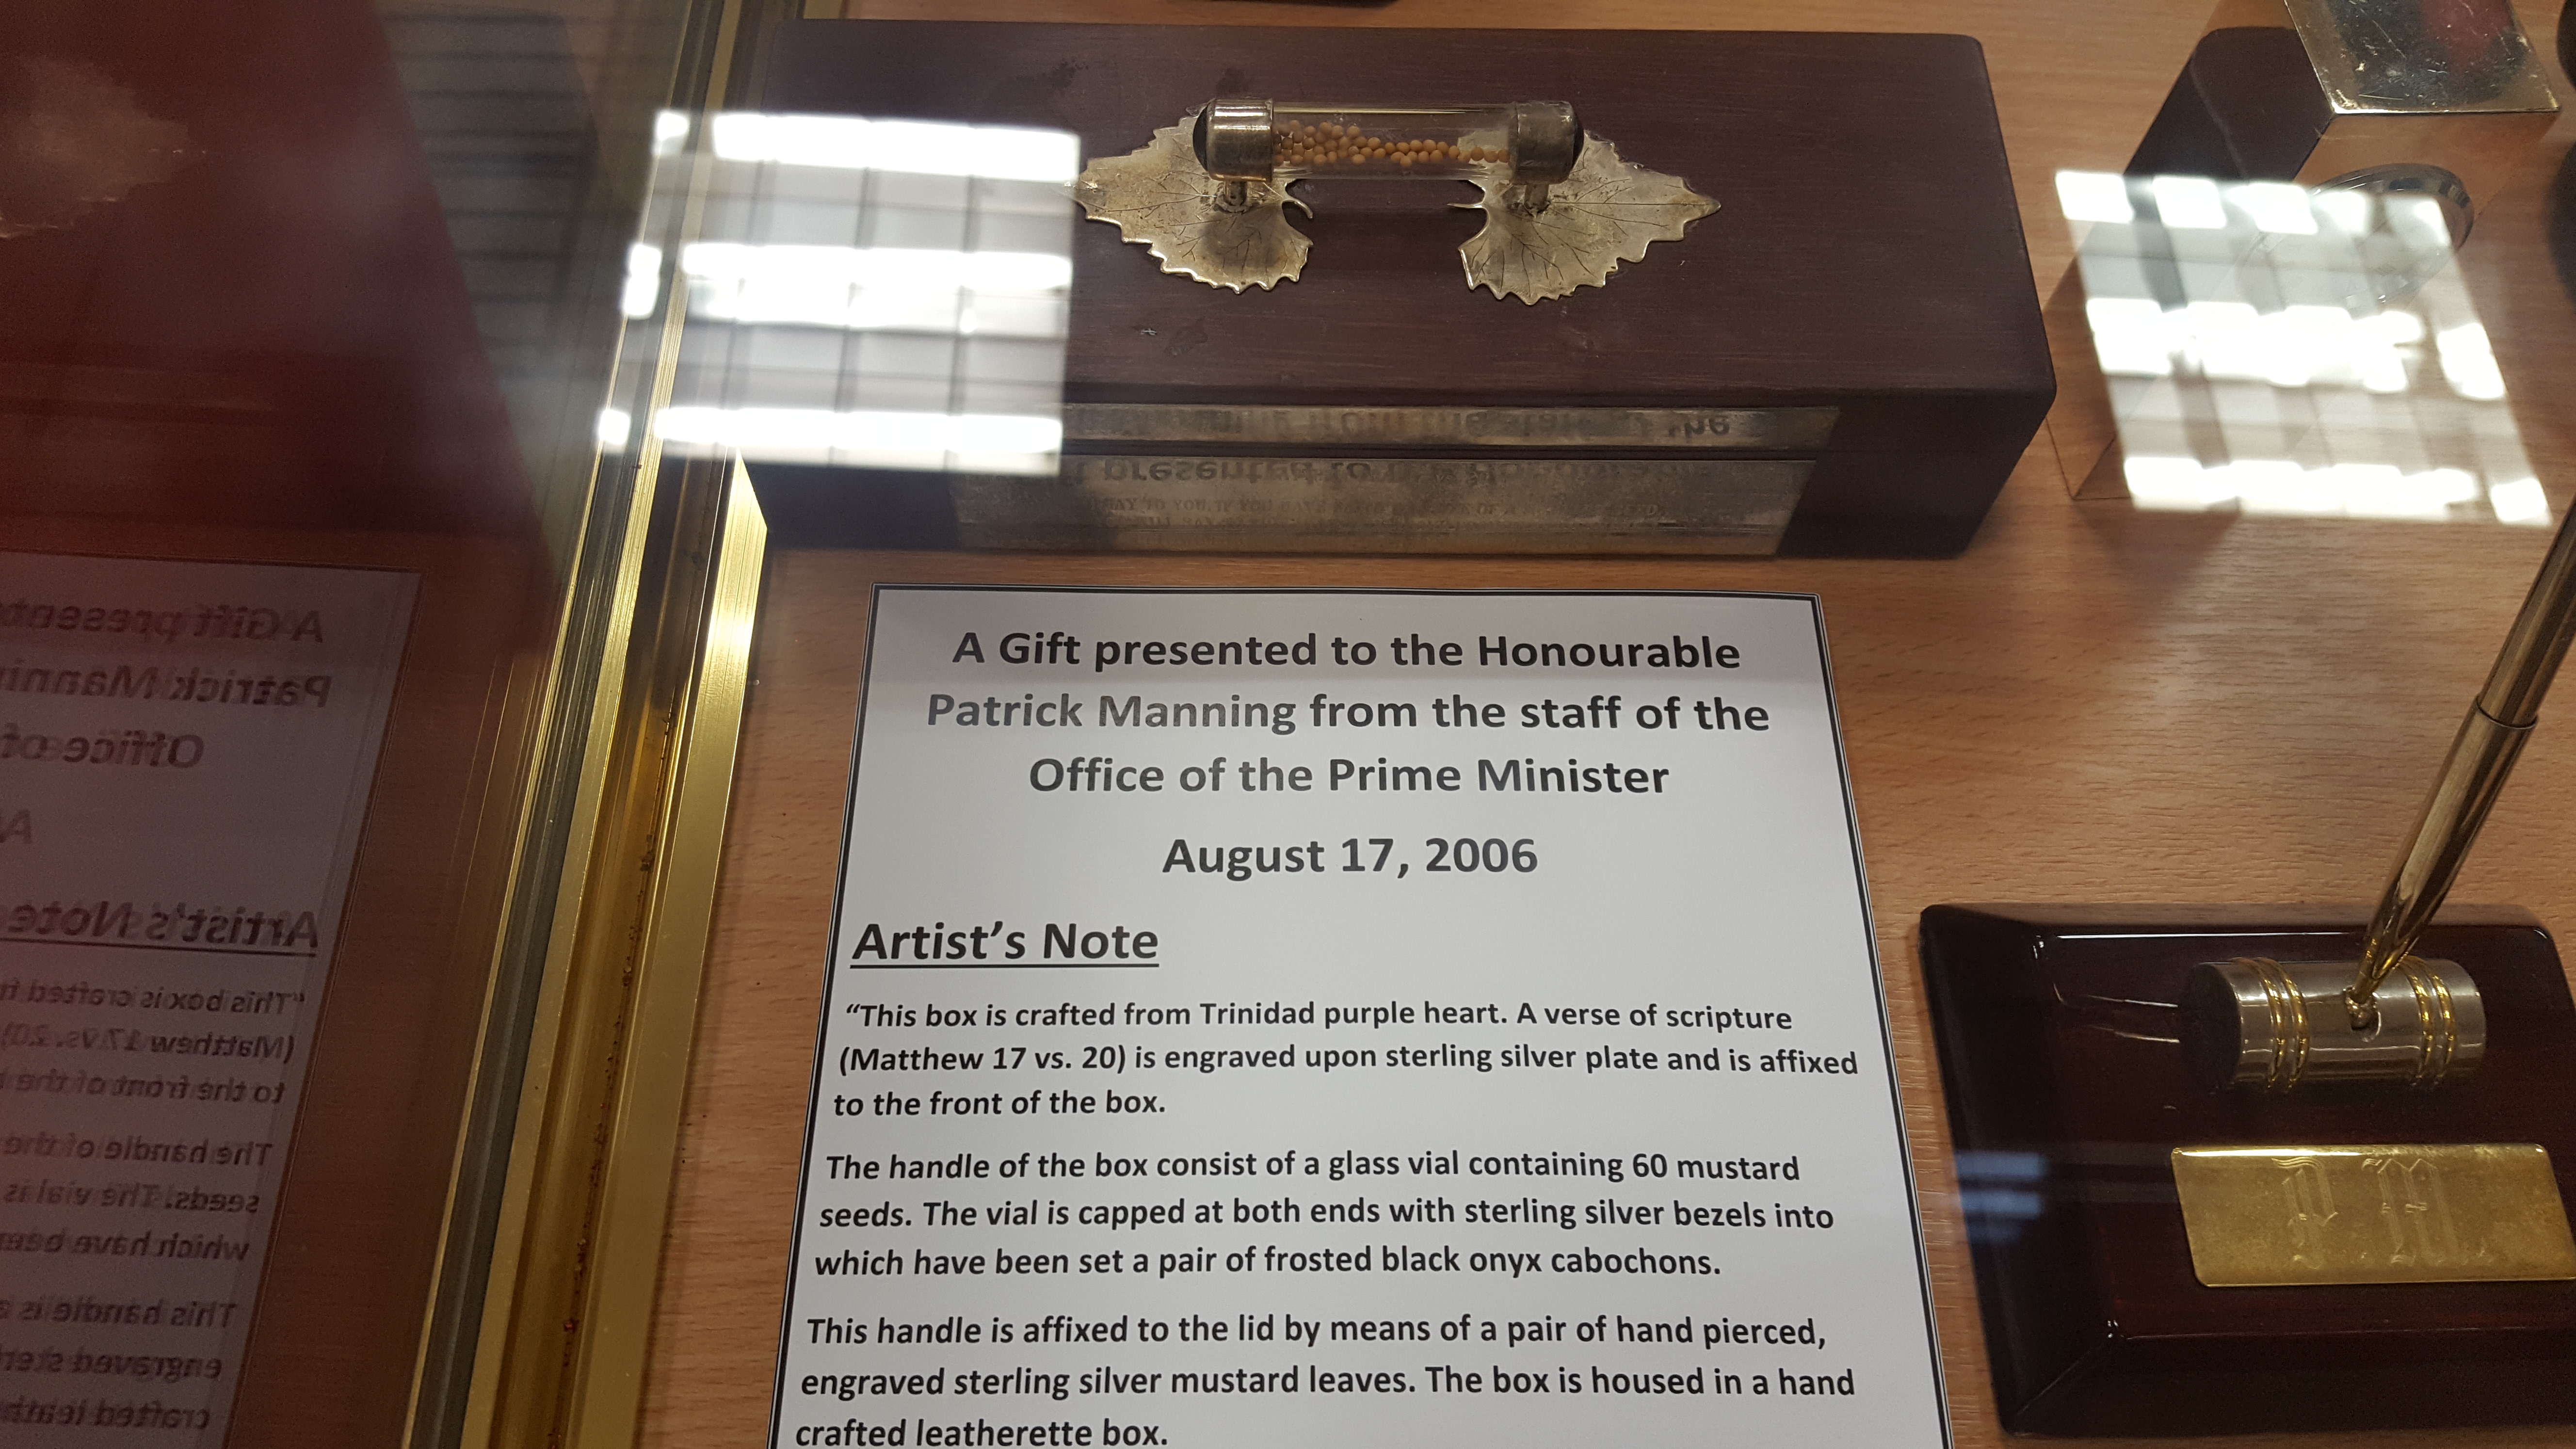 A Gift presented to the Honourable
Patrick Manning from the staff of the
Office of the Prime Minister
August 17, 2006
Artist's Note
“This box is crafted from Trinidad purple heart. A verse of scripture
(Matthew 17 vs. 20) is engraved upon sterling silver plate and is affixed
to the front of the box.
The handle of the box consist of a glass vial containing 60 mustard
seeds. The vial is capped at both ends with sterling silver bezels into
which have been set a pair of frosted black onyx cabochons.
This handle is affixed to the lid by means of a pair of hand pierced,
engraved sterling silver mustard leaves. The box is housed in a hand
crafted leatherette box.
P.M.